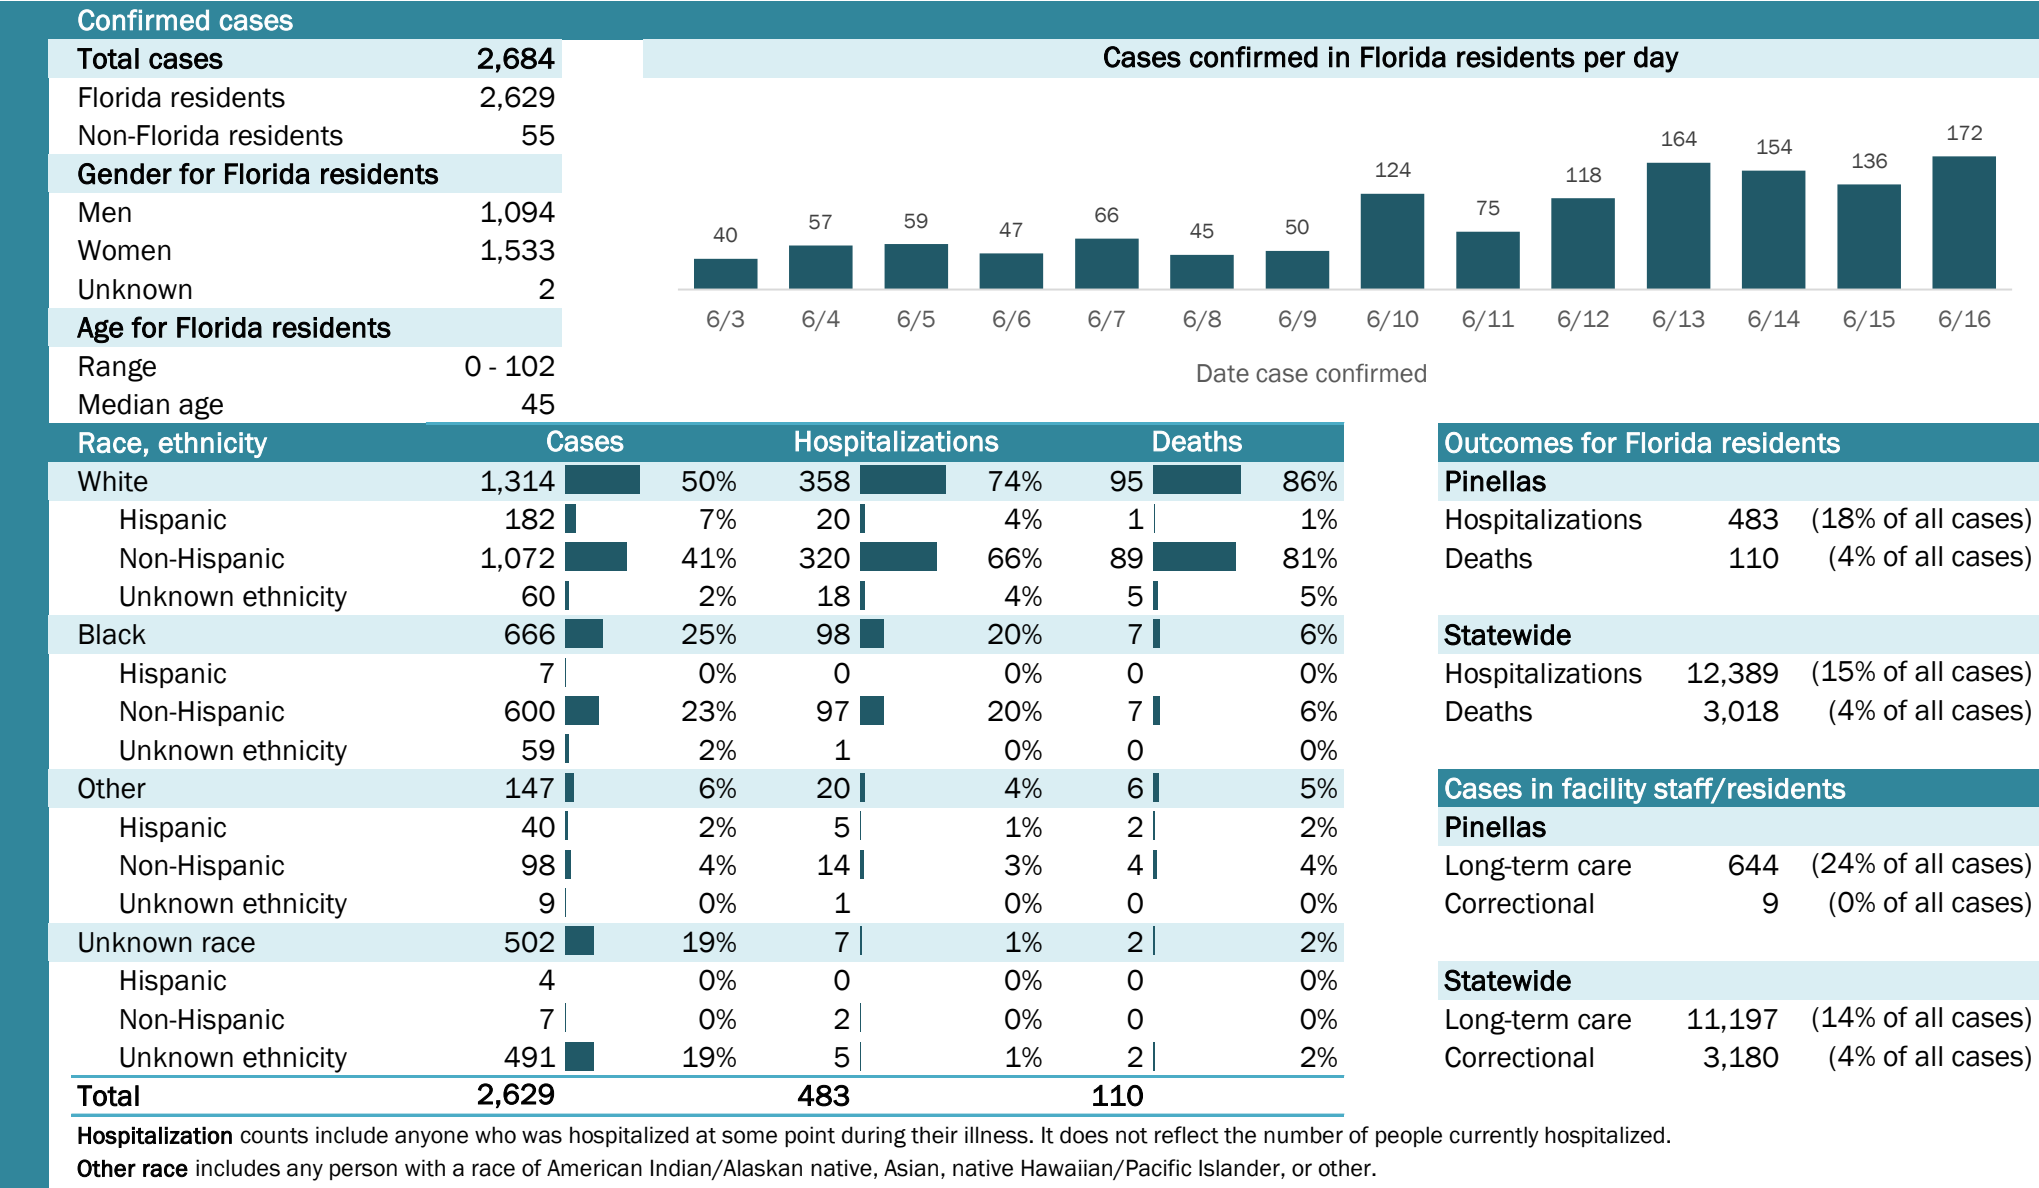 Confirmed cases
Total cases 2,684
Florida residents 2,629
Non-Florida residents 55
Gender for Florida residents
Men 1,094
Women 1,533
Unknown 2
Age for Florida residents
Range 0 - 102
Median age 45
Cases confirmed in Florida residents per day
40 57 59 47 66 45 50 124 75 118 164 154 136 172
6/3 6/4 6/5 6/6 6/7 6/8 6/9 6/10 6/11 6/12 6/13 6/14 6/15 6/16
Date case confirmed
Race, ethnicity Cases Hospitalizations Deaths
White 1,314 50% 358 74% 95 86%
Hispanic 182 7% 20 4% 1 1%
Non-Hispanic 1,072 41% 320 66% 89 81%
Unknown ethnicity 60 2% 18 4% 5 5%
Black 666 25% 98 20% 7 6%
Hispanic 7 0% 0 0% 0 0%
Non-Hispanic 600 23% 97 20% 7 6%
Unknown ethnicity 59 2% 1 0% 0 0%
Other 147 6% 20 4% 6 5%
Hispanic 40 2% 5 1% 2 2%
Non-Hispanic 98 4% 14 3% 4 4%
Unknown ethnicity 9 0% 1 0% 0 0%
Unknown race 502 19% 7 1% 2 2%
Hispanic 4 0% 0 0% 0 0%
Non-Hispanic 7 0% 2 0% 0 0%
Unknown ethnicity 491 19% 5 1% 2 2%
Total 2,629 483 110
Outcomes for Florida residents
Pinellas
Hospitalizations 483 (18% of all cases)
Deaths 110 (4% of all cases)
Statewide
Hospitalizations 12,389 (15% of all cases)
Deaths 3,018 (4% of all cases)
Cases in facility staff/residents
Pinellas
Long-term care 644 (24% of all cases)
Correctional 9 (0% of all cases)
Statewide
Long-term care 11,197 (14% of all cases)
Correctional 3,180 (4% of all cases)
Hospitalization counts include anyone who was hospitalized at some point during their illness. It does not reflect the number of people currently hospitalized.
Other race includes any person with a race of American Indian/Alaskan native, Asian, native Hawaiian/Pacific Islander, or other.